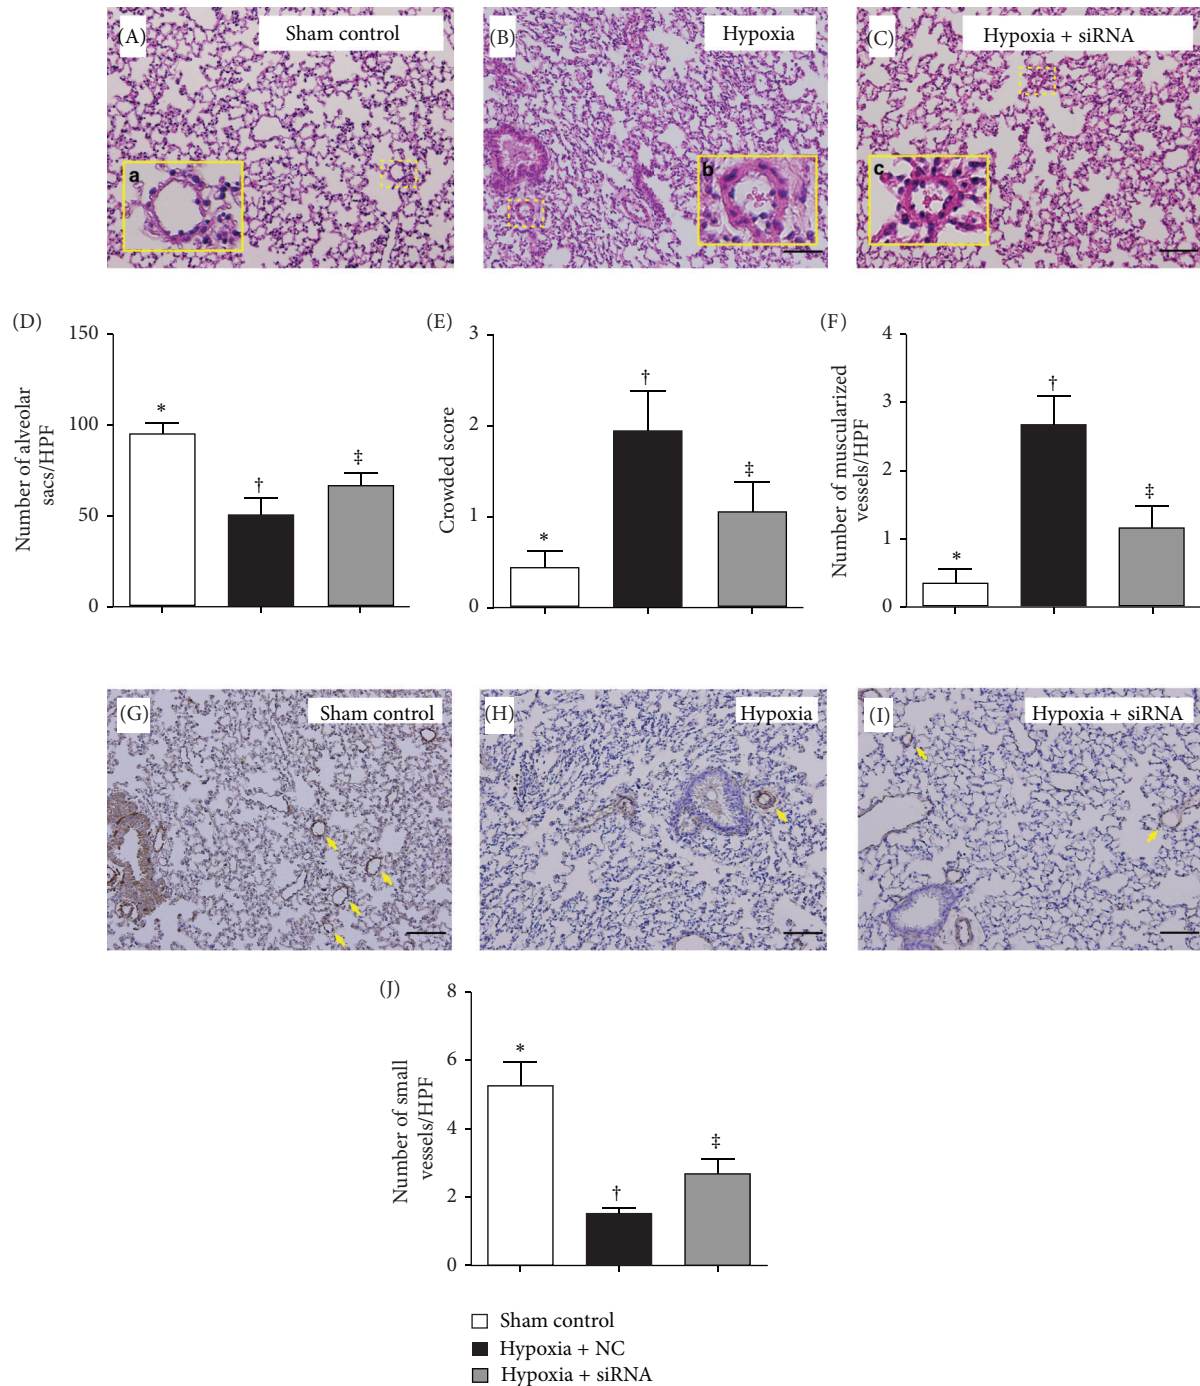 (A) Sham control
a
(B) Hypoxia
b
(C) Hypoxia + siRNA
c
(D)
Number of alveolar
sacs/HPF
150
100
50
0
*
†
‡
(E)
Crowded score
3
2
1
0
*
†
‡
(F)
Number of muscularized
vessels/HPF
4
3
2
1
0
*
†
‡
(G) Sham control
(H) Hypoxia
(I) Hypoxia + siRNA
(J)
Number of small
vessels/HPF
8
6
4
2
0
*
†
‡
Sham control
Hypoxia + NC
Hypoxia + siRNA